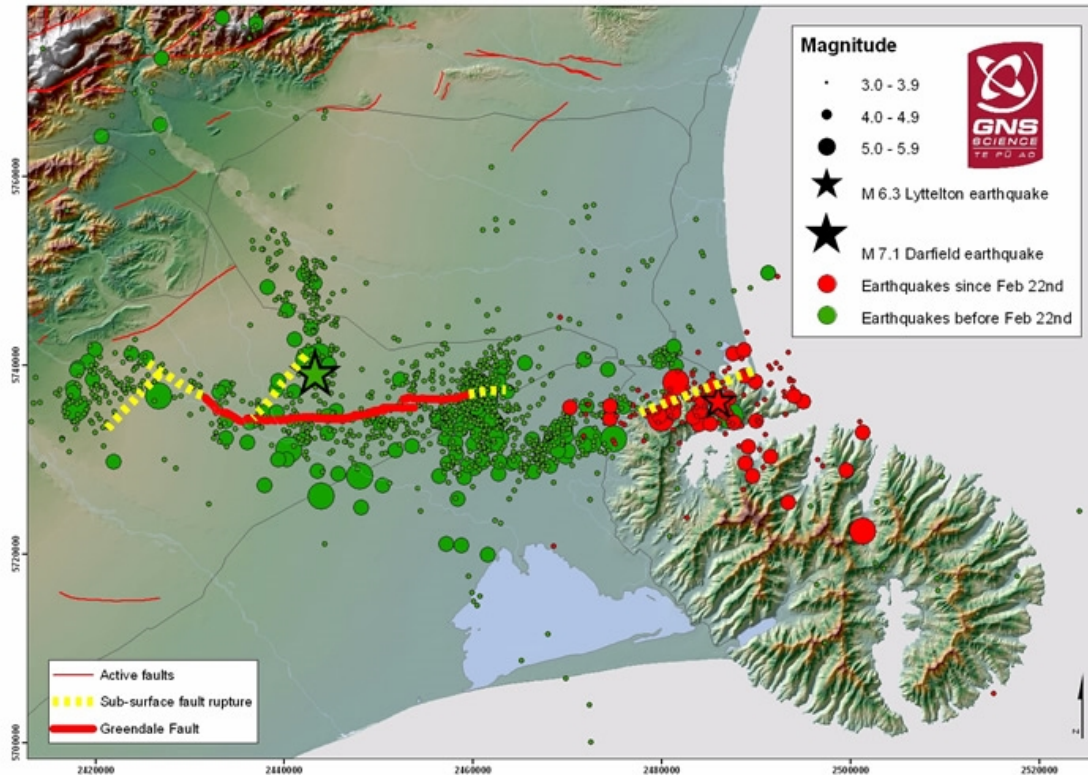 Magnitude
3.0 - 3.9
4.0 - 4.9
5.0 - 5.9
M 6.3 Lyttelton earthquake
M 7.1 Darfield earthquake
Earthquakes since Feb 22nd
Earthquakes before Feb 22nd
GNS
SCIENCE
TE PŪ AO
5760000
5740000
5720000
5700000
Active faults
Sub-surface fault rupture
Greendale Fault
N
2420000
2440000
2460000
2480000
2500000
2520000